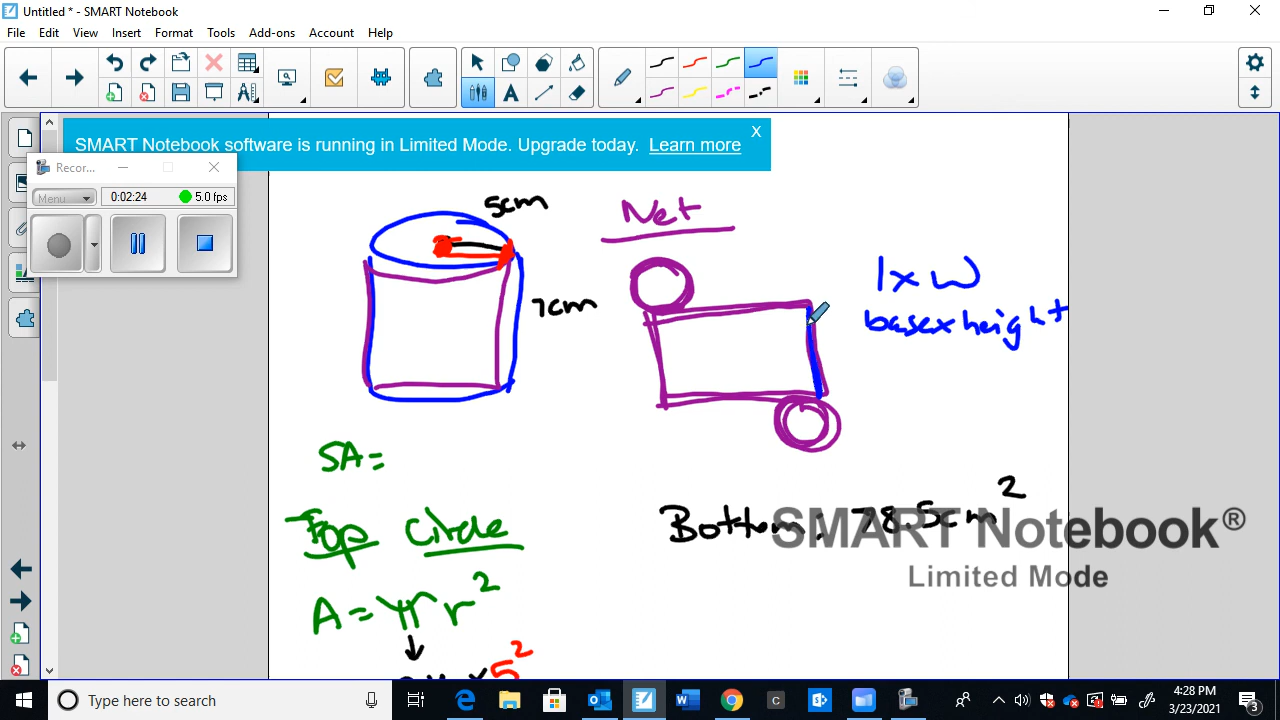 Untitled * - SMART Notebook
File Edit View Insert Format Tools Add-ons Account Help
SMART Notebook software is running in Limited Mode. Upgrade today. Learn more X
Recor...
Menu 0:02:24 5.0 fps
5cm
Net
7cm
l x w
base x height
SA =
Bottom: 78.5cm²
SMART Notebook®
Limited Mode
Top Circle
A = πr²
x 5²
Type here to search
4:28 PM
3/23/2021
3